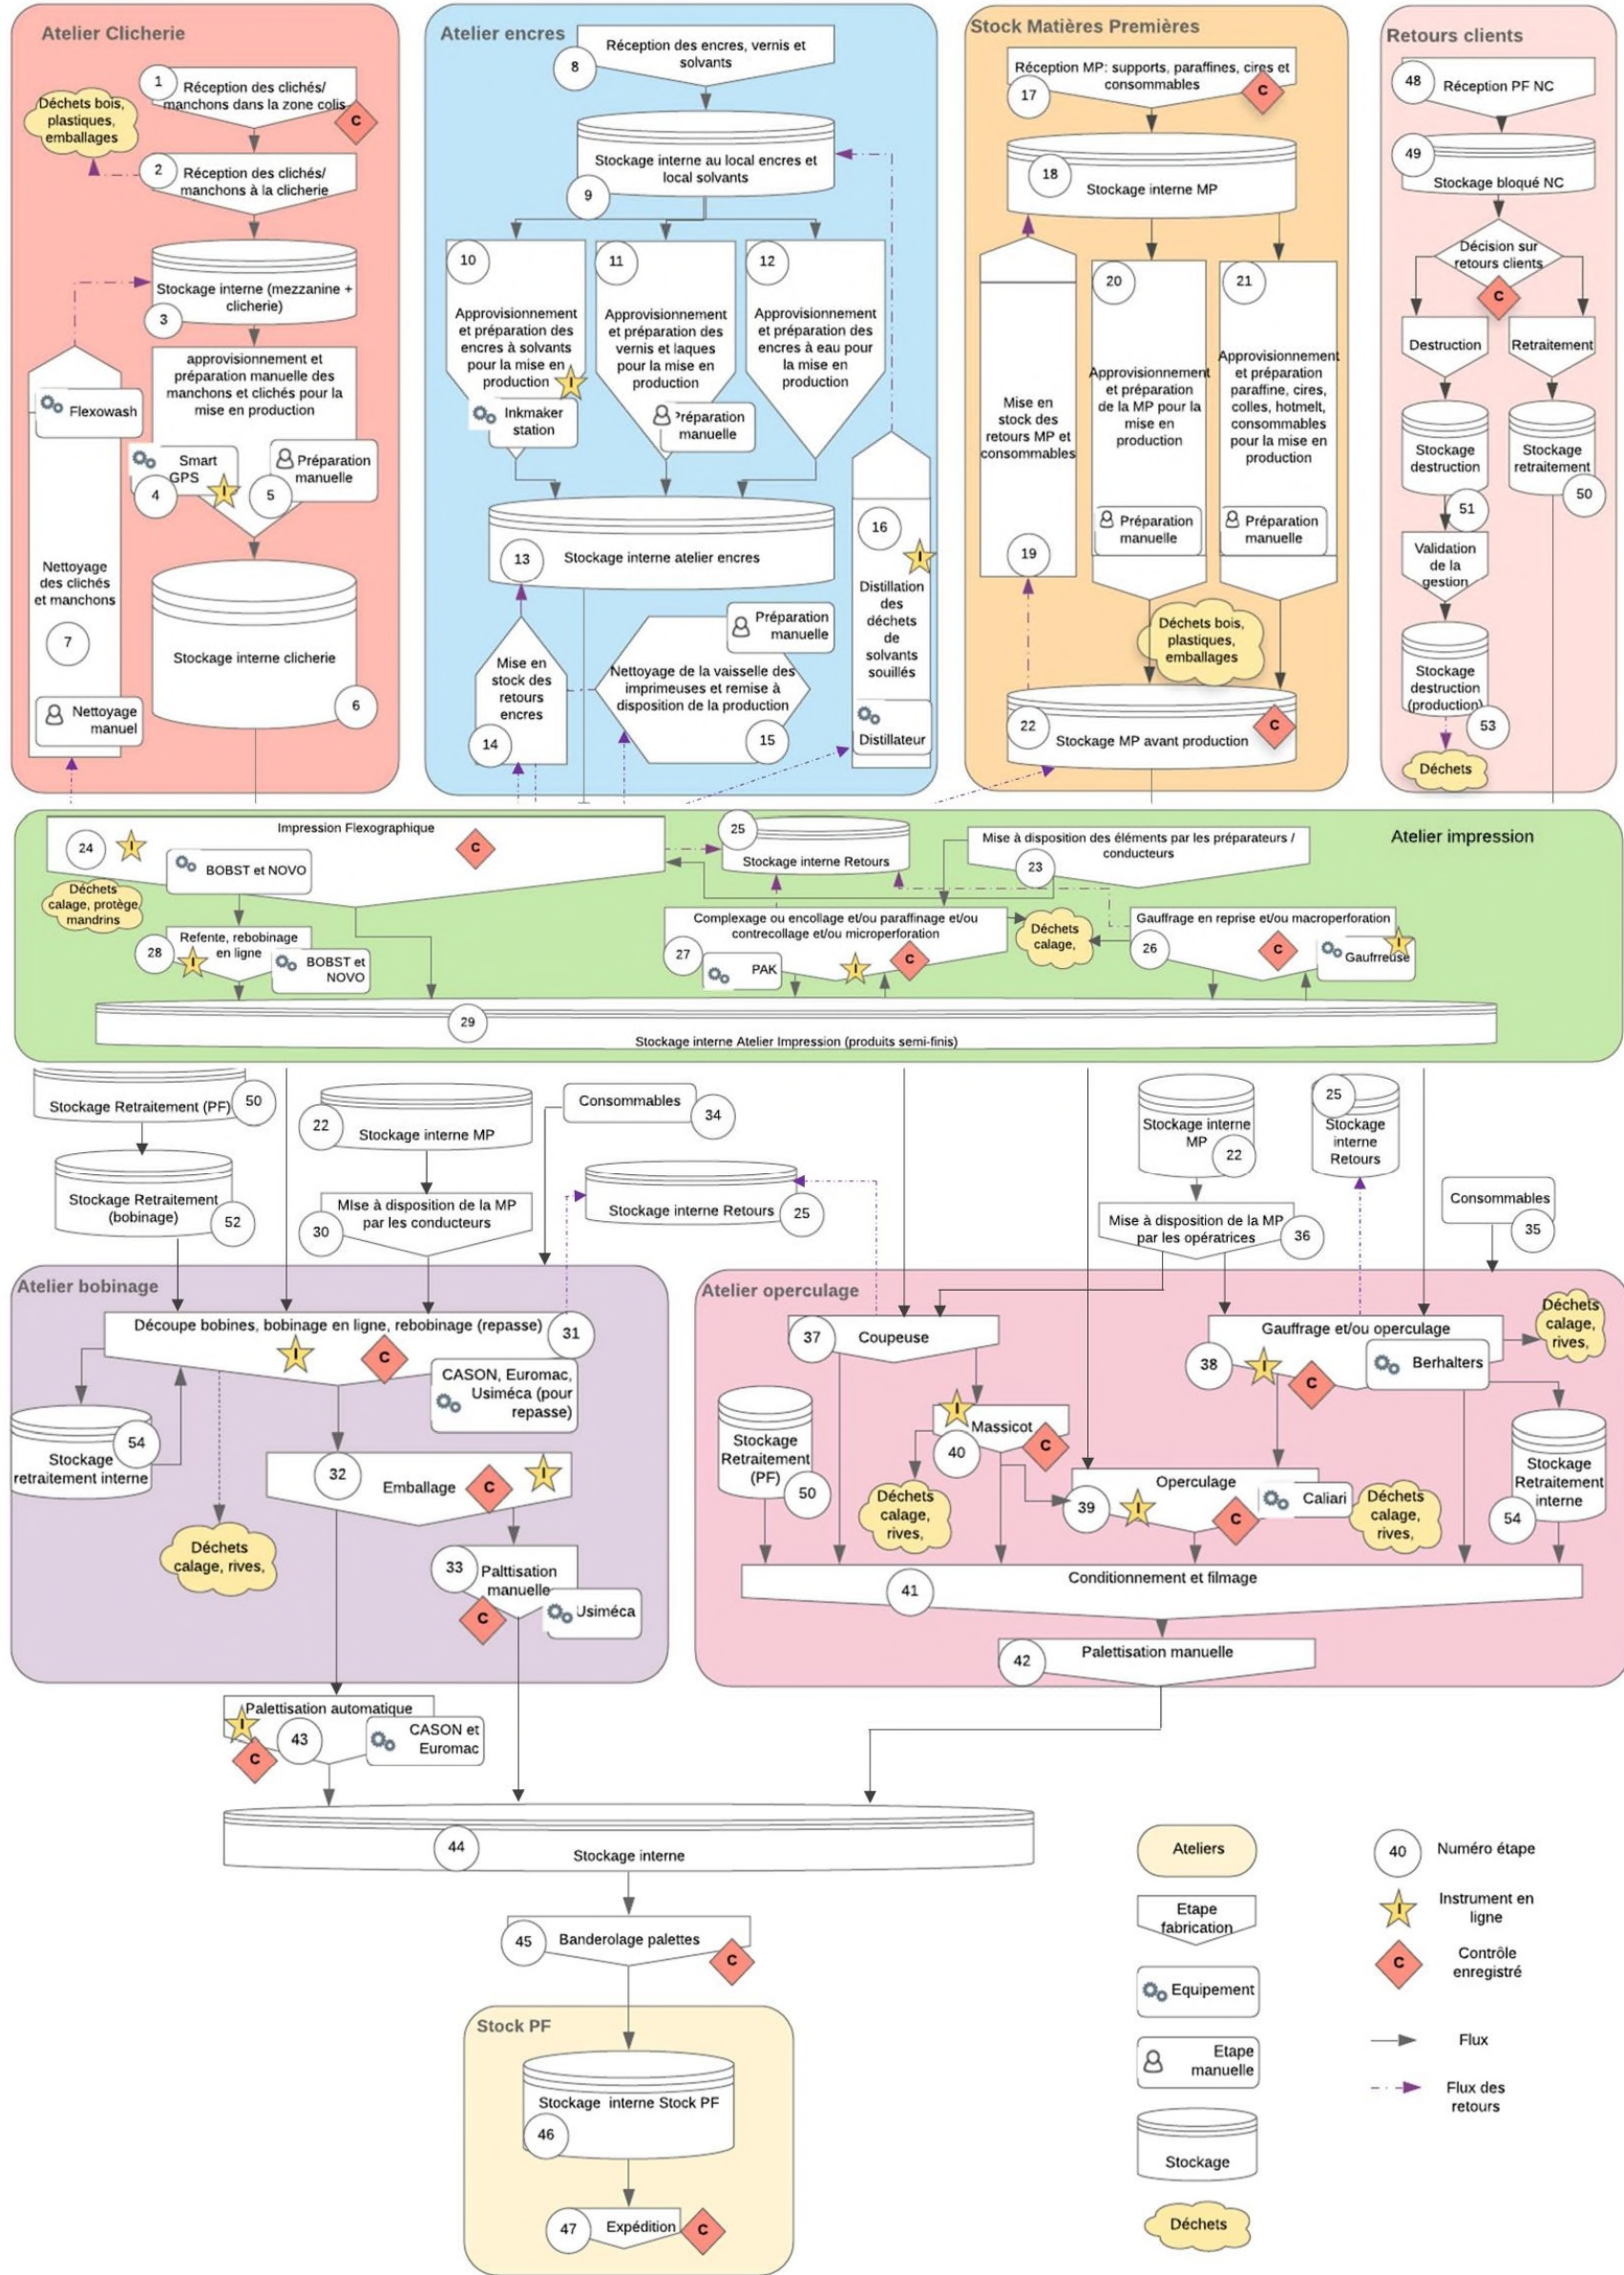 Atelier Clicherie
1
Réception des clichés/
manchons dans la zone colis
C
Déchets bois,
plastiques,
emballages
2
Réception des clichés/
manchons à la clicherie
Stockage interne (mezzanine +
clicherie)
3
approvisionnement et
préparation manuelle des
manchons et clichés pour la
mise en production
Flexowash
Smart
GPS
4
I
5
Préparation
manuelle
Nettoyage
des clichés
et manchons
7
Nettoyage
manuel
Stockage interne clicherie
6
Atelier encres
8
Réception des encres, vernis et
solvants
Stockage interne au local encres et
local solvants
9
10
Approvisionnement
et préparation des
encres à solvants
pour la mise en
production
I
Inkmaker
station
11
Approvisionnement
et préparation des
vernis et laques
pour la mise en
production
Préparation
manuelle
12
Approvisionnement
et préparation des
encres à eau pour
la mise en
production
13
Stockage interne atelier encres
16
I
Distillation
des
déchets
de
solvants
souillés
Distillateur
Mise en
stock des
retours
encres
14
Préparation
manuelle
Nettoyage de la vaisselle des
imprimeuses et remise à
disposition de la production
15
Stock Matières Premières
Réception MP: supports, paraffines, cires et
consommables
17
C
18
Stockage interne MP
Mise en
stock des
retours MP et
consommables
19
20
Approvisionnement
et préparation
de la MP pour la
mise en
production
Préparation
manuelle
21
Approvisionnement
et préparation
paraffine, cires,
colles, hotmelt,
consommables
pour la mise en
production
Préparation
manuelle
Déchets bois,
plastiques,
emballages
22
Stockage MP avant production
C
Retours clients
48
Réception PF NC
49
Stockage bloqué NC
Décision sur
retours clients
C
Destruction
Retraitement
Stockage
destruction
51
Stockage
retraitement
50
Validation
de la
gestion
Stockage
destruction
(production)
53
Déchets
Atelier impression
Impression Flexographique
24
I
C
BOBST et NOVO
Déchets
calage, protège
mandrins
25
Stockage interne Retours
Mise à disposition des éléments par les préparateurs /
conducteurs
23
28
Refente, rebobinage
en ligne
I
BOBST et
NOVO
Complexage ou encollage et/ou paraffinage et/ou
contrecollage et/ou microperforation
27
PAK
I
C
Déchets
calage,
Gauffrage en reprise et/ou macroperforation
26
C
I
Gaufrreuse
29
Stockage interne Atelier Impression (produits semi-finis)
Stockage Retraitement (PF)
50
Stockage Retraitement
(bobinage)
52
22
Stockage interne MP
MIse à disposition de la MP
par les conducteurs
30
Consommables
34
Stockage interne Retours
25
Stockage interne
MP
22
25
Stockage
interne
Retours
Mise à disposition de la MP
par les opératrices
36
Consommables
35
Atelier bobinage
Découpe bobines, bobinage en ligne, rebobinage (repasse)
31
I
C
CASON, Euromac,
Usiméca (pour
repasse)
54
Stockage
retraitement interne
32
Emballage
C
I
Déchets
calage, rives,
33
Palttisation
manuelle
C
Usiméca
Atelier operculage
37
Coupeuse
Gauffrage et/ou operculage
38
I
C
Berhalters
Déchets
calage,
rives,
Stockage
Retraitement
(PF)
50
I
Massicot
40
C
Déchets
calage,
rives,
Operculage
39
I
C
Caliari
Déchets
calage,
rives,
Stockage
Retraitement
interne
54
Conditionnement et filmage
41
Palettisation manuelle
42
Palettisation automatique
I
43
C
CASON et
Euromac
44
Stockage interne
45
Banderolage palettes
C
Stock PF
Stockage interne Stock PF
46
47
Expédition
C
Ateliers
Etape
fabrication
Equipement
Etape
manuelle
Stockage
Déchets
40
Numéro étape
I
Instrument en
ligne
C
Contrôle
enregistré
Flux
Flux des
retours